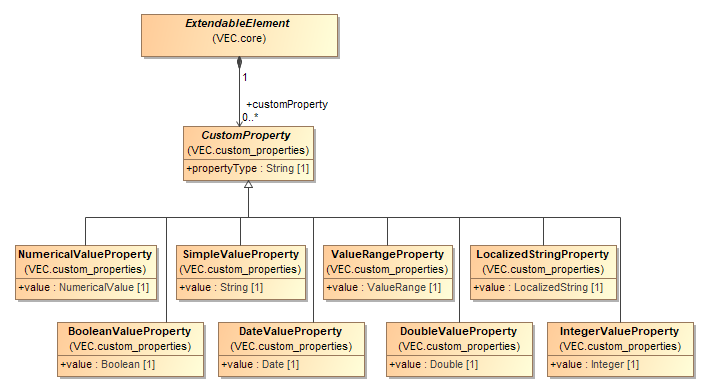 ExtendableElement
(VEC.core)
1
+customProperty
0..*
CustomProperty
(VEC.custom_properties)
+propertyType : String [1]
NumericalValueProperty
(VEC.custom_properties)
+value : NumericalValue [1]
SimpleValueProperty
(VEC.custom_properties)
+value : String [1]
ValueRangeProperty
(VEC.custom_properties)
+value : ValueRange [1]
LocalizedStringProperty
(VEC.custom_properties)
+value : LocalizedString [1]
BooleanValueProperty
(VEC.custom_properties)
+value : Boolean [1]
DateValueProperty
(VEC.custom_properties)
+value : Date [1]
DoubleValueProperty
(VEC.custom_properties)
+value : Double [1]
IntegerValueProperty
(VEC.custom_properties)
+value : Integer [1]